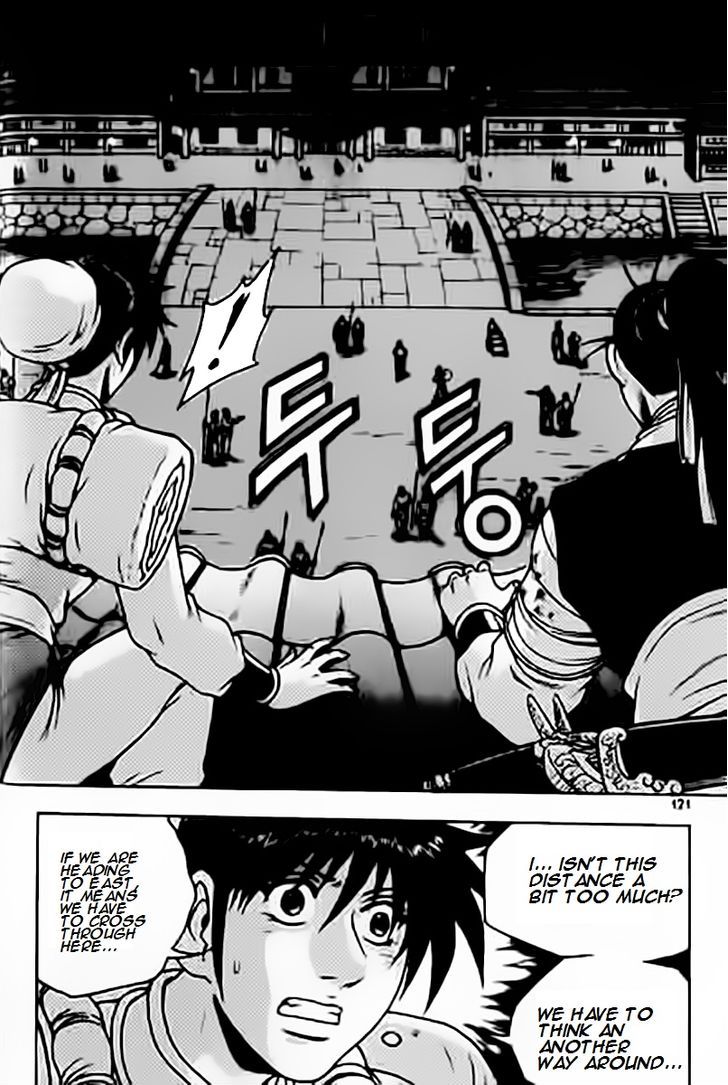 !
두
둥
121
IF WE ARE
HEADING
TO EAST,
IT MEANS
WE HAVE
TO CROSS
THROUGH
HERE...
I... ISN'T THIS
DISTANCE A
BIT TOO MUCH?
WE HAVE TO
THINK AN
ANOTHER
WAY AROUND...